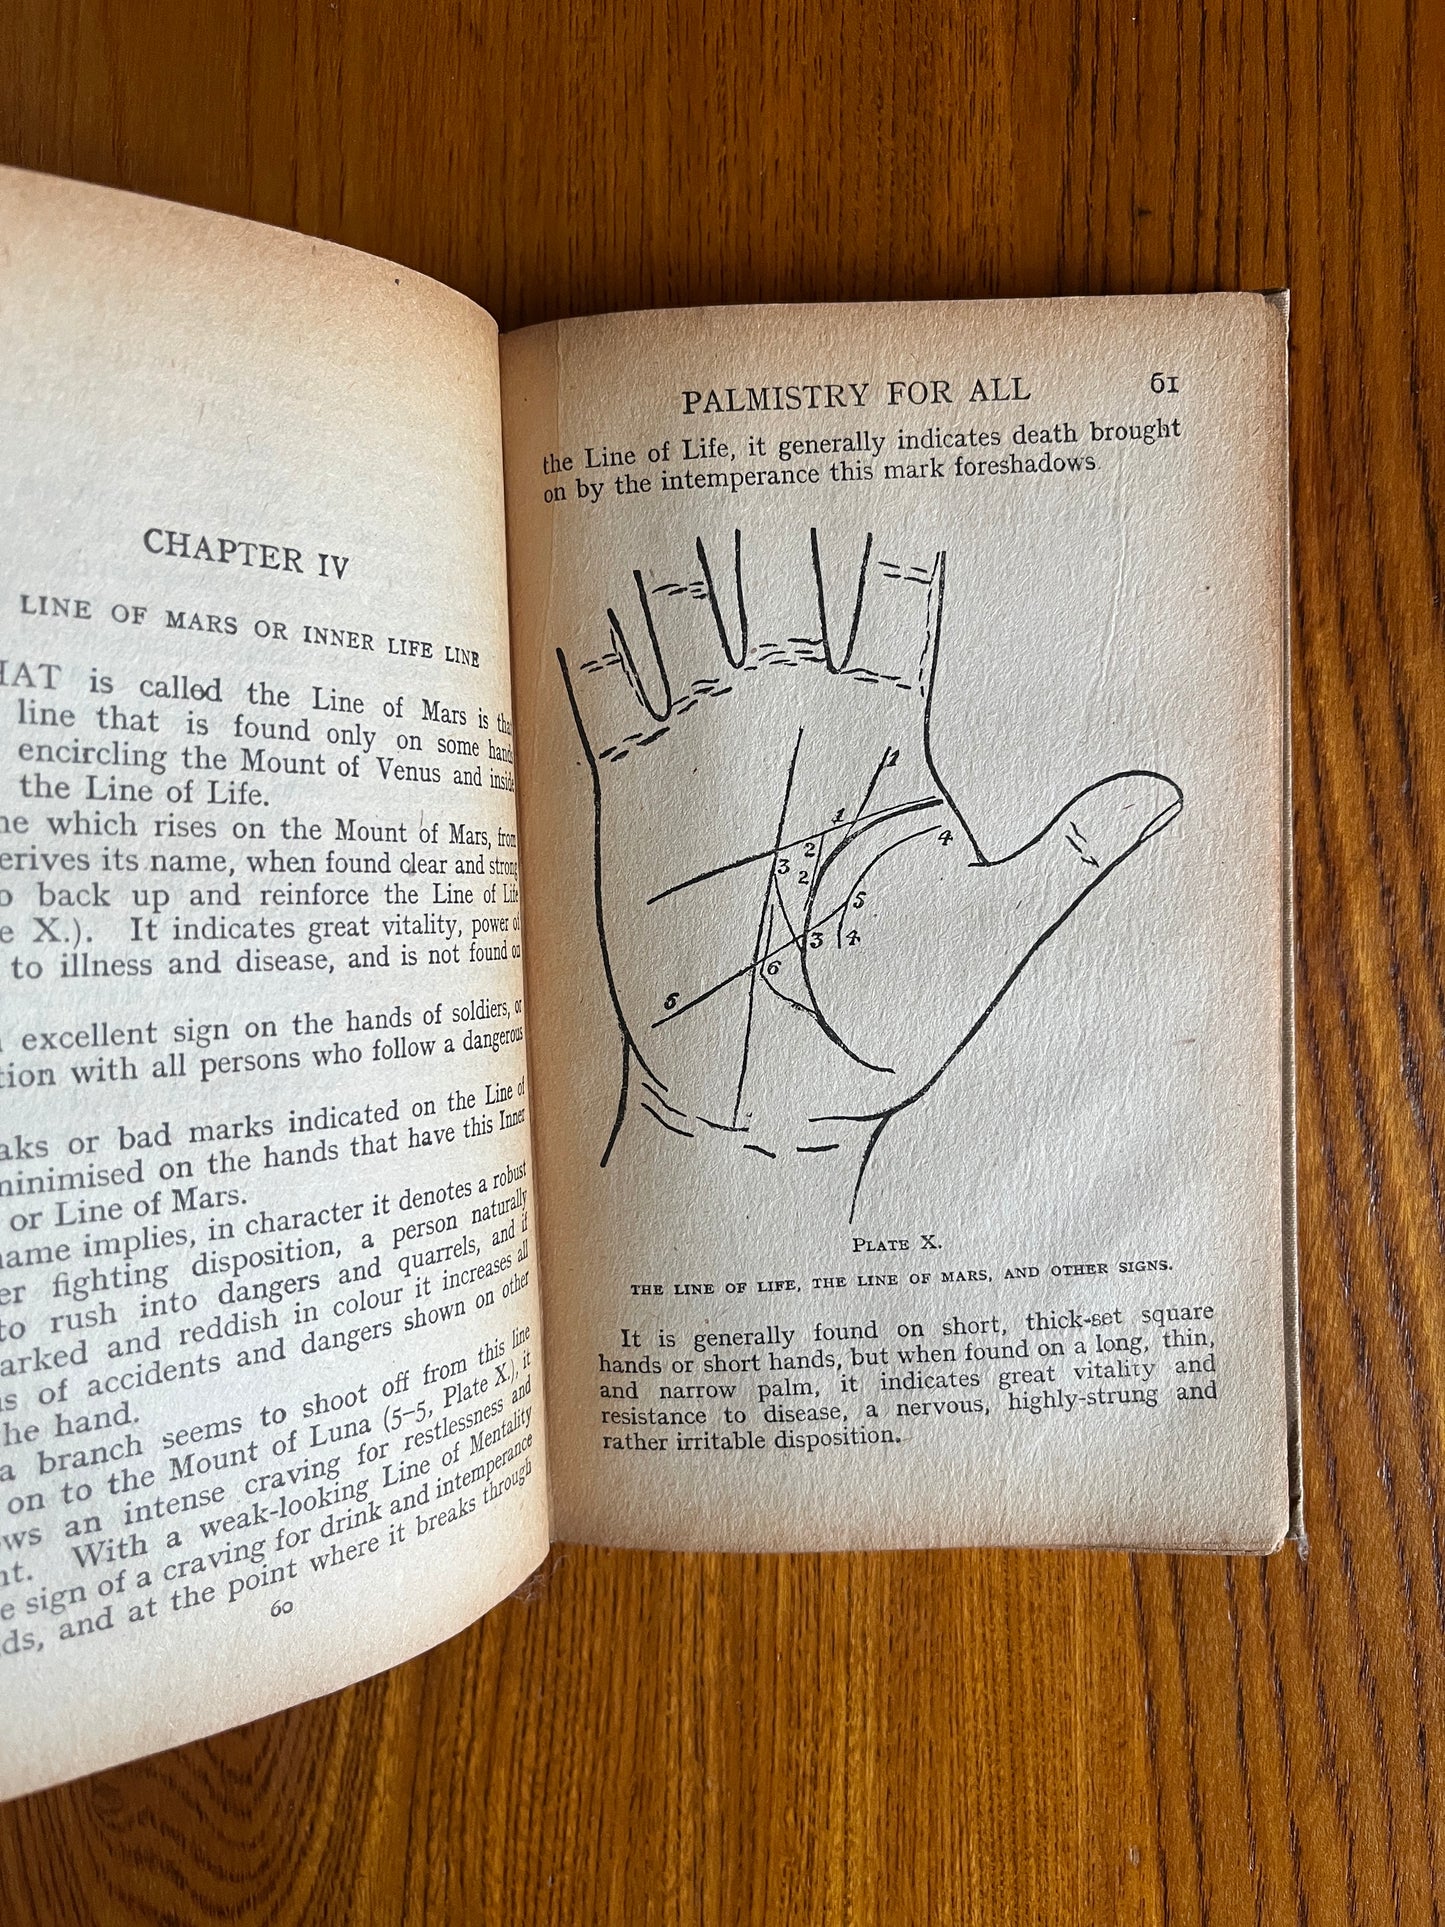 CHAPTER IV
LINE OF MARS OR INNER LIFE LINE
is called the Line of Mars is
line that is found only on some
encircling the Mount of Venus and
the Line of Life.
which rises on the Mount of Mars, from
its name, when found clear and strong
back up and reinforce the Line of Life
X.). It indicates great vitality, power of
to illness and disease, and is not found on
excellent sign on the hands of soldiers, or
with all persons who follow a dangerous
or bad marks indicated on the Line of
on the hands that have this Inner
or Line of Mars.
implies, in character it denotes a robust
fighting disposition, a person naturally
to rush into dangers and quarrels, and if
and reddish in colour it increases all
of accidents and dangers shown on other
hand.
a branch seems to shoot off from this line
on to the Mount of Luna (5–5, Plate X.), it
an intense craving for restlessness and
With a weak-looking Line of Mentality
sign of a craving for drink and intemperance
and at the point where it breaks through
60
PALMISTRY FOR ALL 61
the Line of Life, it generally indicates death brought
on by the intemperance this mark foreshadows
1
1
2
4
3
2
5
3
4
6
6
PLATE X.
THE LINE OF LIFE, THE LINE OF MARS, AND OTHER SIGNS.
It is generally found on short, thick-set square
hands or short hands, but when found on a long, thin,
and narrow palm, it indicates great vitality and
resistance to disease, a nervous, highly-strung and
rather irritable disposition.